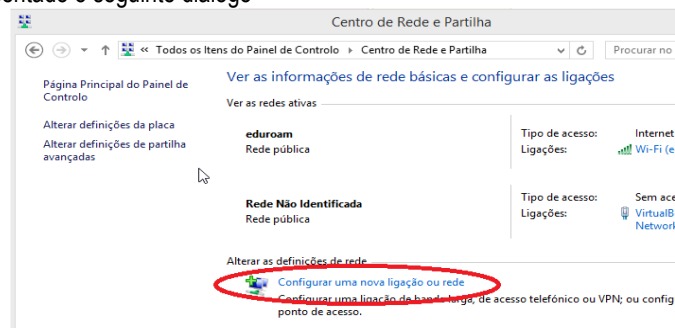 o seguinte diálogo
Centro de Rede e Partilha
« Todos os Itens do Painel de Controlo ▸ Centro de Rede e Partilha
Procurar no
Página Principal do Painel de
Controlo
Alterar definições da placa
Alterar definições de partilha
avançadas
Ver as informações de rede básicas e configurar as ligações
Ver as redes ativas
eduroam
Rede pública
Tipo de acesso: Internet
Ligações: Wi-Fi (e
Rede Não Identificada
Rede pública
Tipo de acesso: Sem ace
Ligações: VirtualB
Network
Alterar as definições de rede
Configurar uma nova ligação ou rede
Configurar uma ligação de banda larga, de acesso telefónico ou VPN; ou config
ponto de acesso.